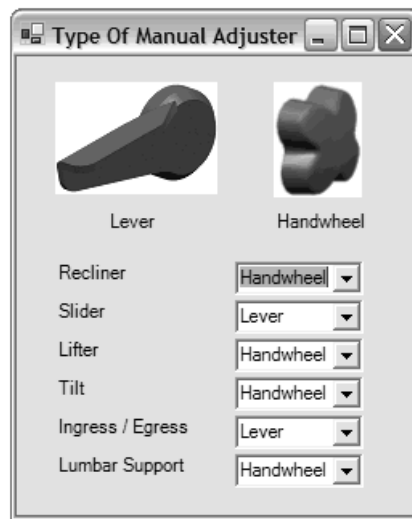 Type Of Manual Adjuster
Lever Handwheel
Recliner Handwheel
Slider Lever
Lifter Handwheel
Tilt Handwheel
Ingress / Egress Lever
Lumbar Support Handwheel